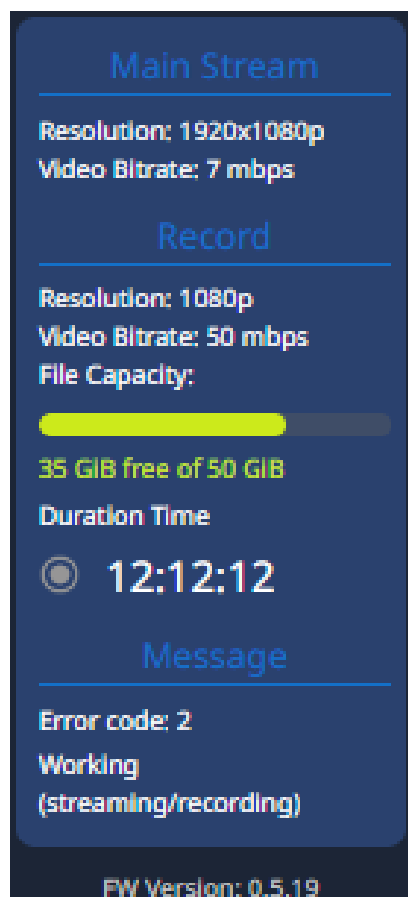 Main Stream
Resolution: 1920x1080p
Video Bitrate: 7 mbps
Record
Resolution: 1080p
Video Bitrate: 50 mbps
File Capacity:
35 GiB free of 50 GiB
Duration Time
12:12:12
Message
Error code: 2
Working
(streaming/recording)
FW Version: 0.5.19